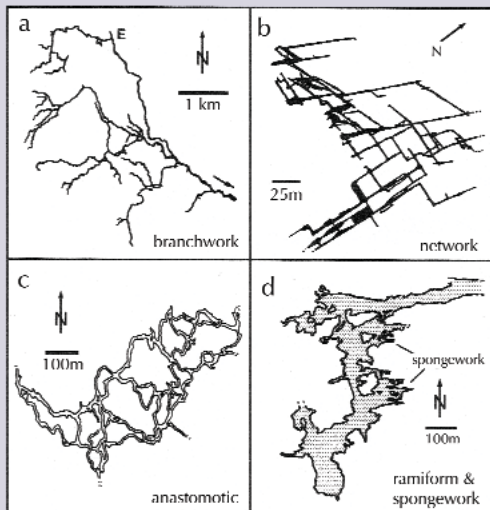 a
E
N
1 km
branchwork
b
N
25m
network
c
N
100m
anastomotic
d
spongework
N
100m
ramiform &
spongework